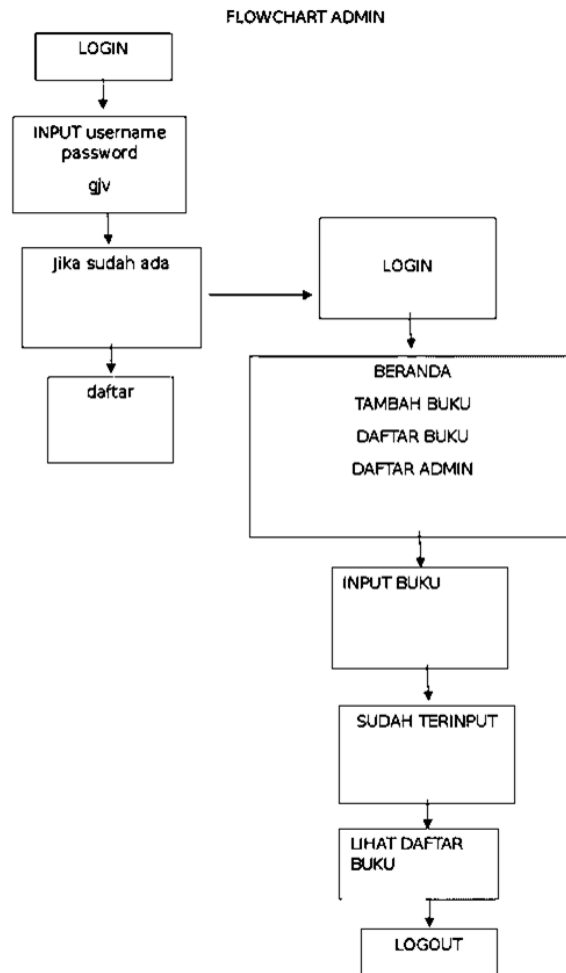 FLOWCHART ADMIN
LOGIN
INPUT username
password
gjv
Jika sudah ada
daftar
LOGIN
BERANDA
TAMBAH BUKU
DAFTAR BUKU
DAFTAR ADMIN
INPUT BUKU
SUDAH TERINPUT
LIHAT DAFTAR
BUKU
LOGOUT